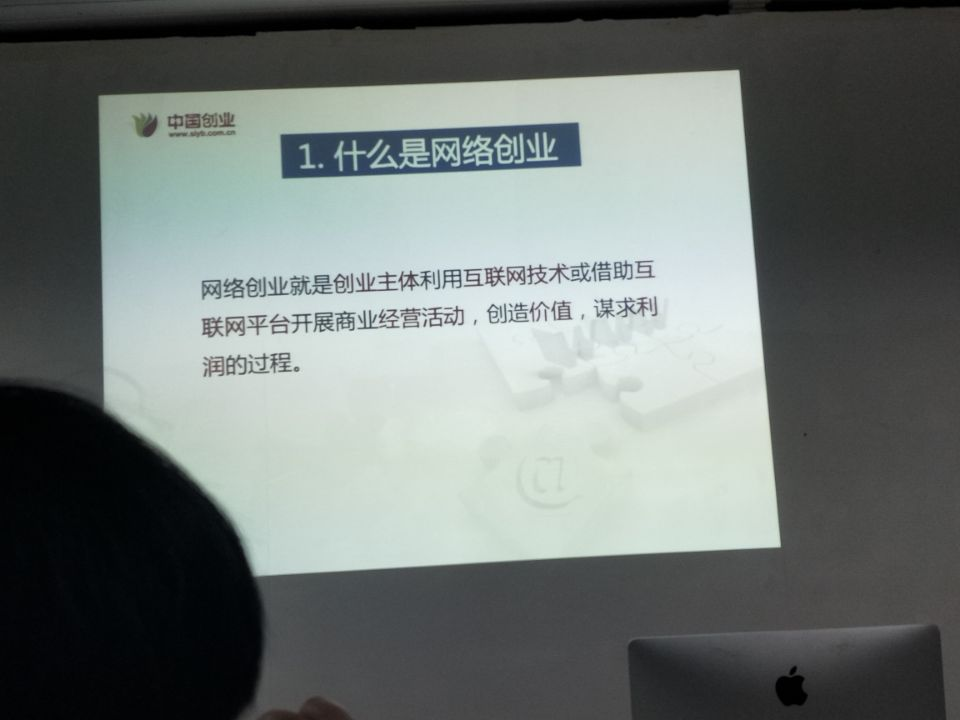 中国创业
www.siyb.com.cn
1. 什么是网络创业
网络创业就是创业主体利用互联网技术或借助互
联网平台开展商业经营活动，创造价值，谋求利
润的过程。
WWW
@